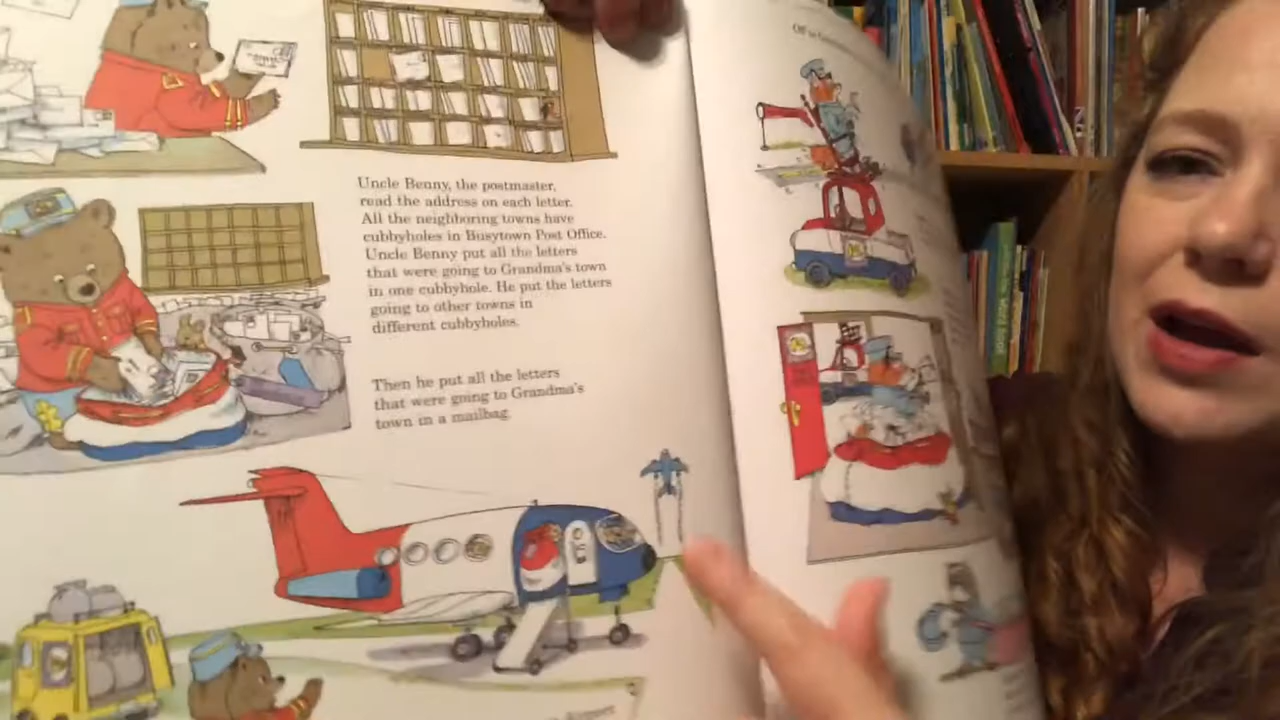 Uncle Benny, the postmaster,
read the address on each letter.
All the neighboring towns have
cubbyholes in Busytown Post Office.
Uncle Benny put all the letters
that were going to Grandma's town
in one cubbyhole. He put the letters
going to other towns in
different cubbyholes.
Then he put all the letters
that were going to Grandma's
town in a mailbag.
Off to